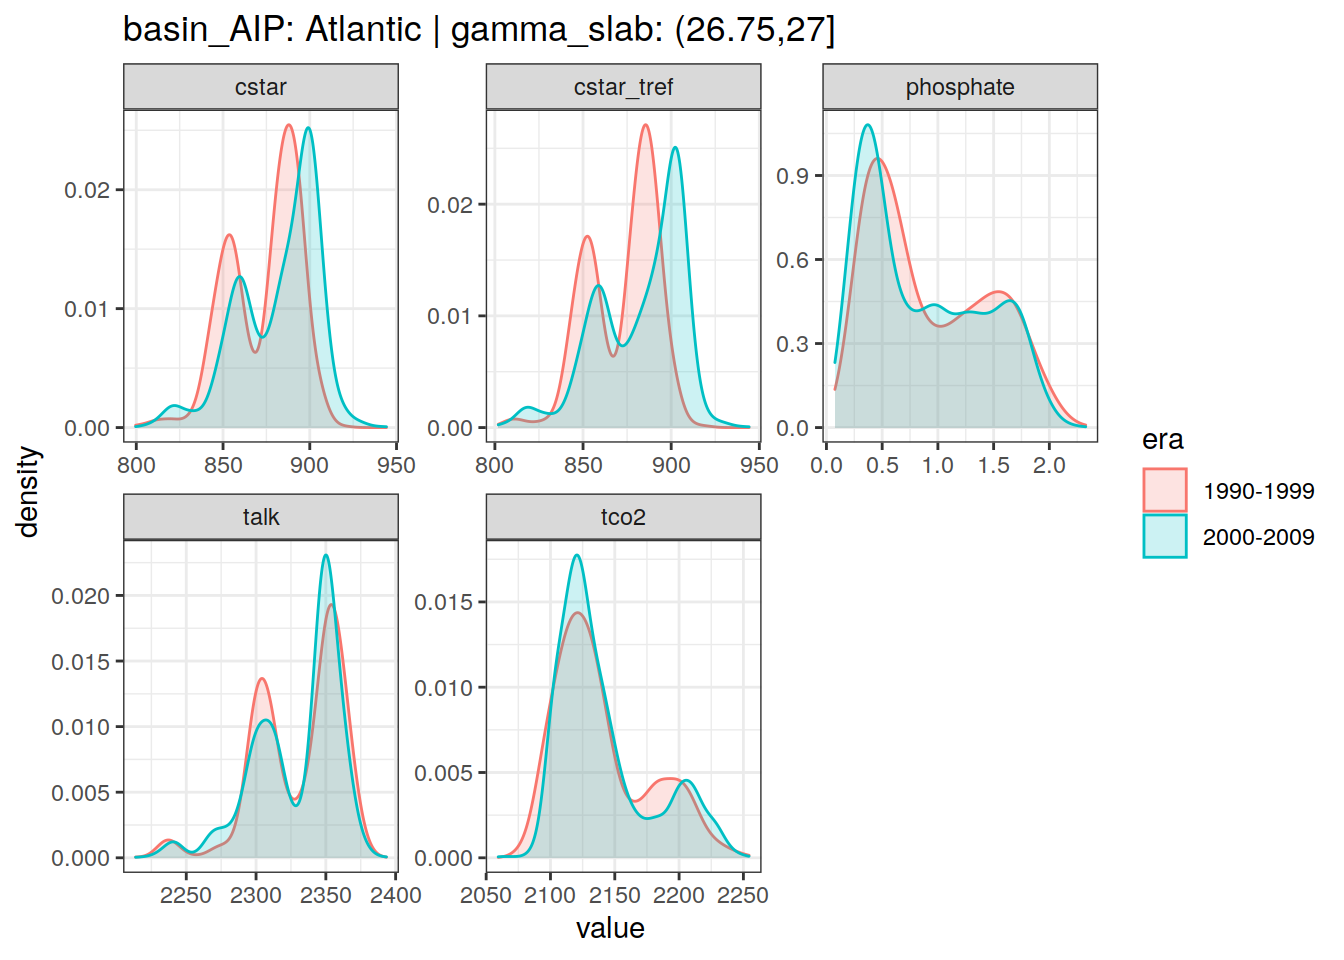 basin_AIP: Atlantic | gamma_slab: (26.75,27]
cstar
cstar_tref
phosphate
0.02
0.01
0.00
800 850 900 950
0.02
0.01
0.00
800 850 900 950
0.9
0.6
0.3
0.0
0.0 0.5 1.0 1.5 2.0
density
era
1990-1999
2000-2009
talk
tco2
0.020
0.015
0.010
0.005
0.000
2250 2300 2350 2400
0.015
0.010
0.005
0.000
2050 2100 2150 2200 2250
value